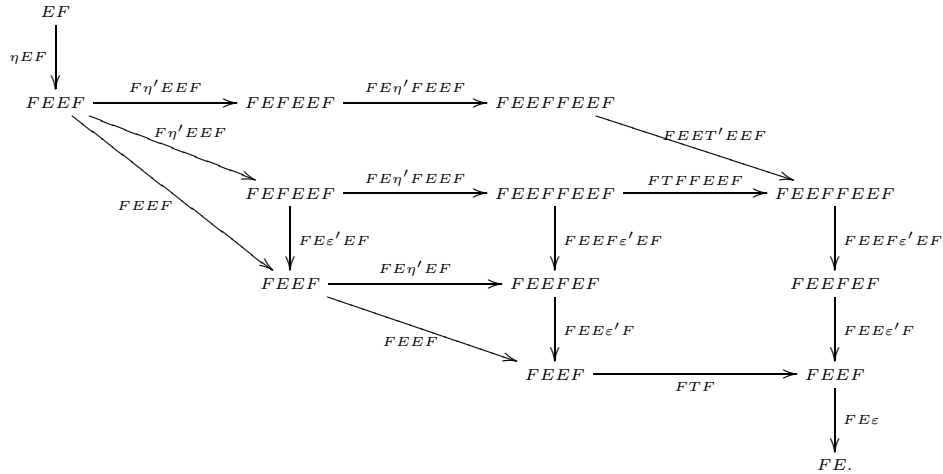 EF
ηEF
FEEF Fη′EEF FEFEEF FEη′FEEF FEEFFEEF
Fη′EEF FEET′EEF
FEEF FEFEEF FEη′FEEF FEEFFEEF FTFFEEF FEEFFEEF
FEε′EF FEEFε′EF FEEFε′EF
FEEF FEη′EF FEEFEF FEEFEF
FEEF FEEε′F FEEε′F
FEEF FTF FEEF
FEε
FE.